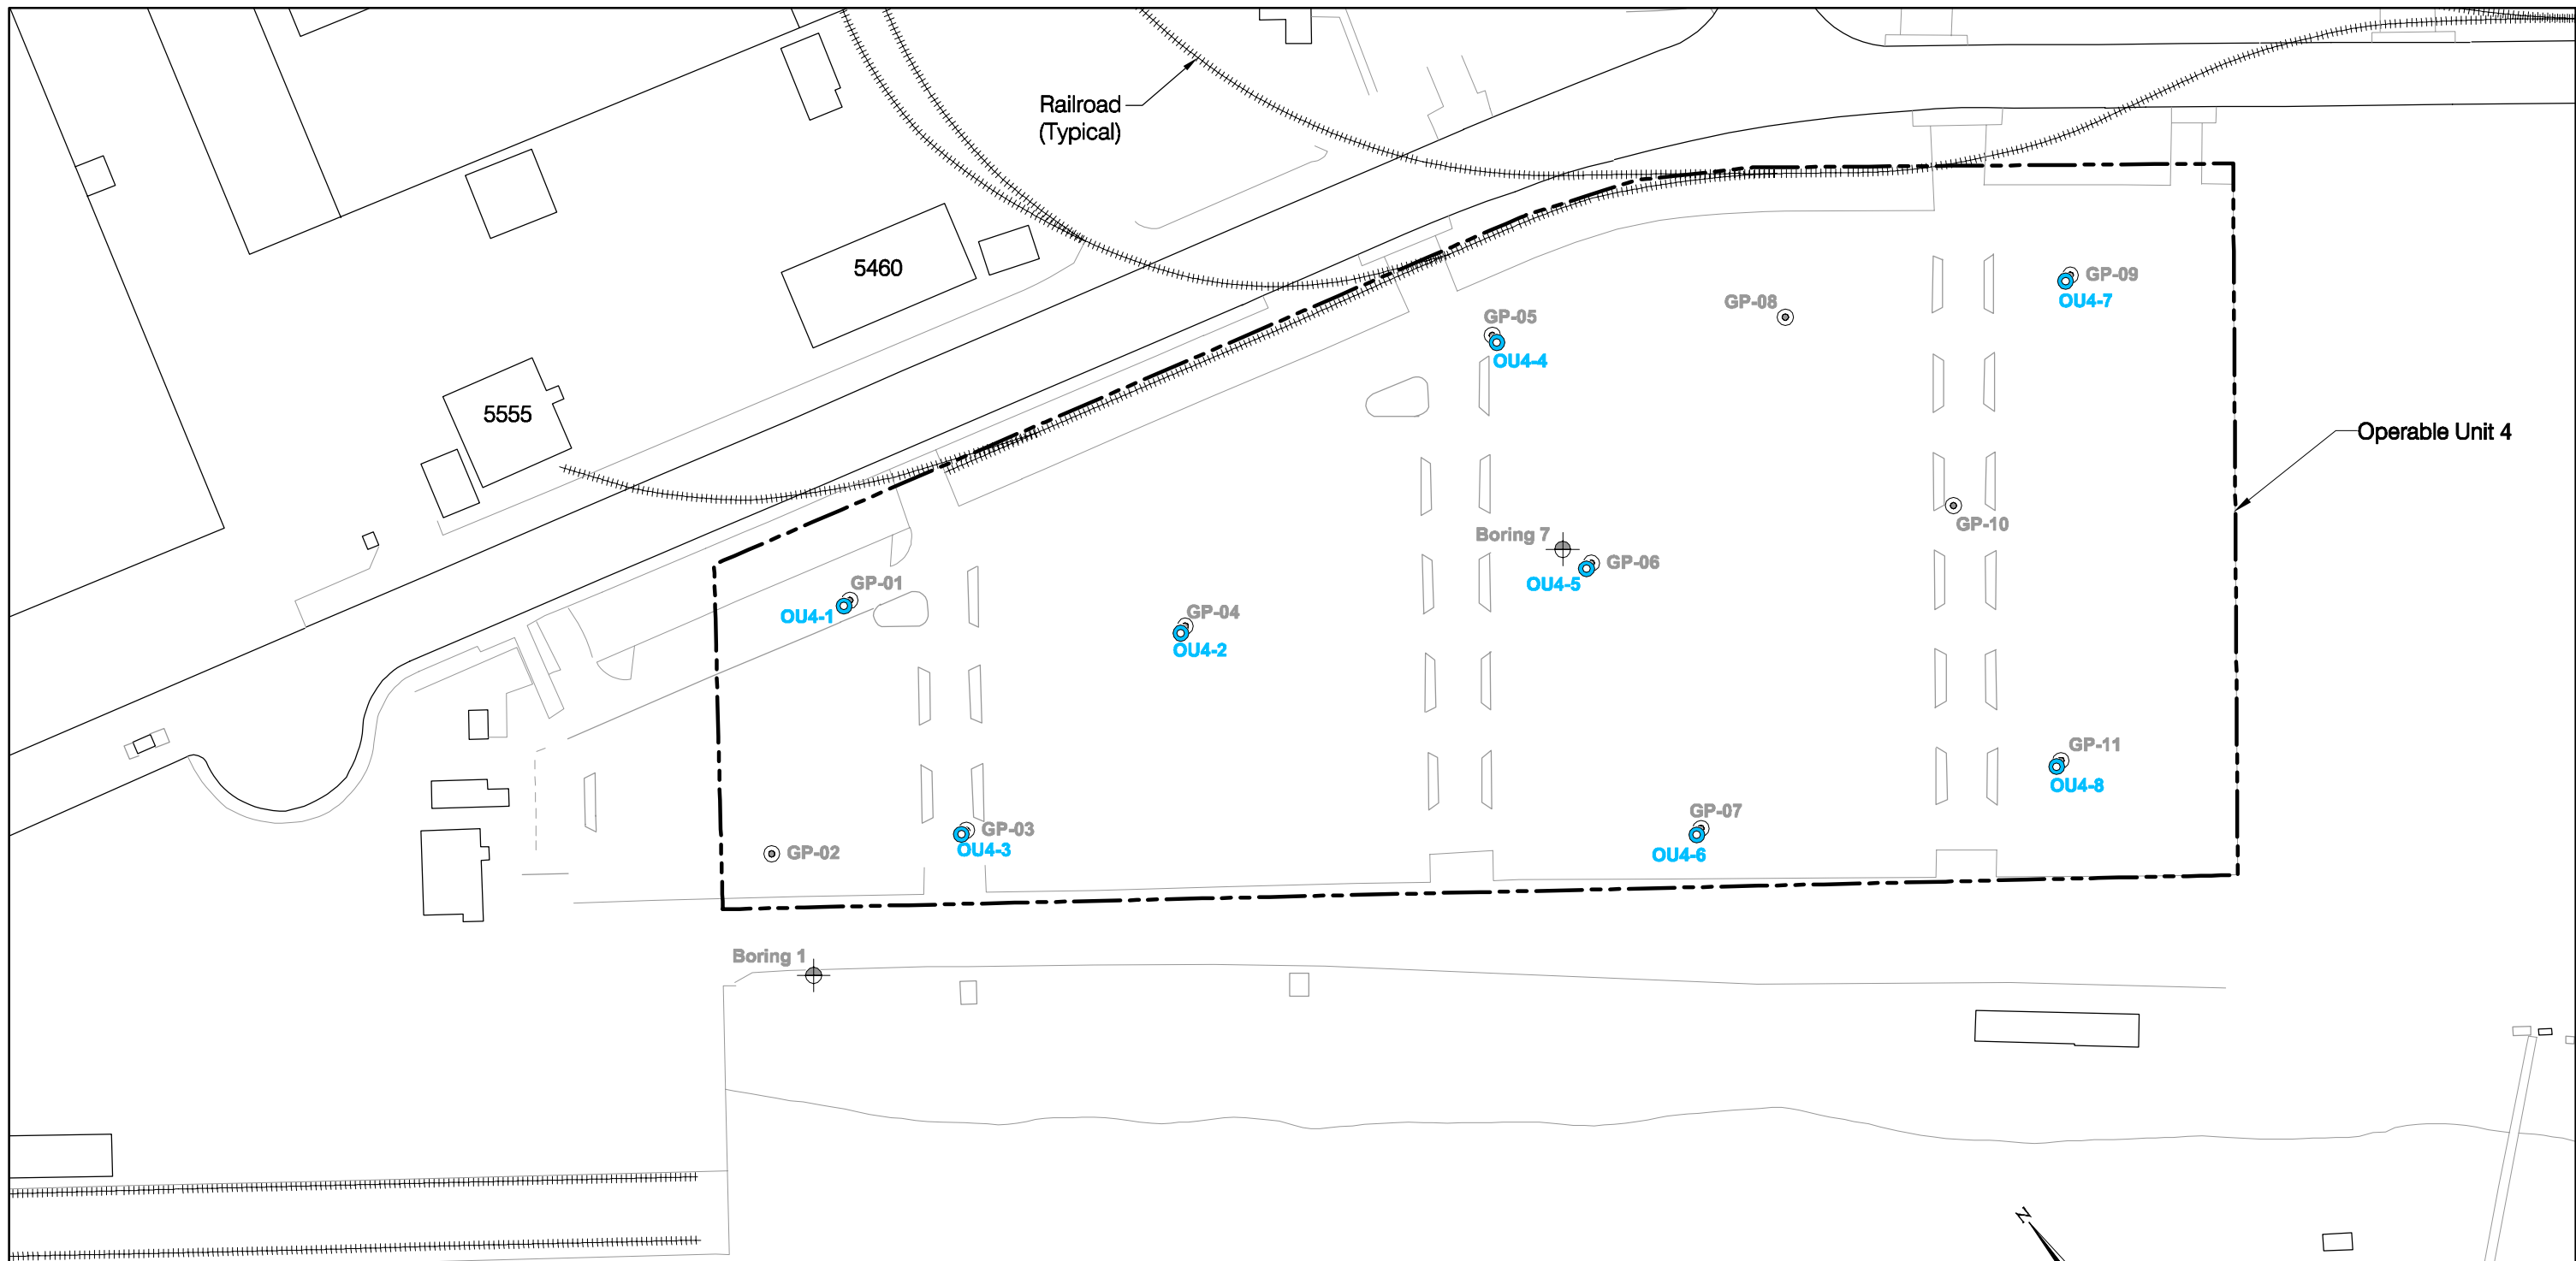 Railroad
(Typical)
5460
5555
Operable Unit 4
GP-09
OU4-7
GP-08
GP-05
OU4-4
GP-10
Boring 7
GP-06
OU4-5
GP-01
OU4-1
GP-04
OU4-2
GP-11
OU4-8
GP-07
OU4-6
GP-03
OU4-3
GP-02
Boring 1
N